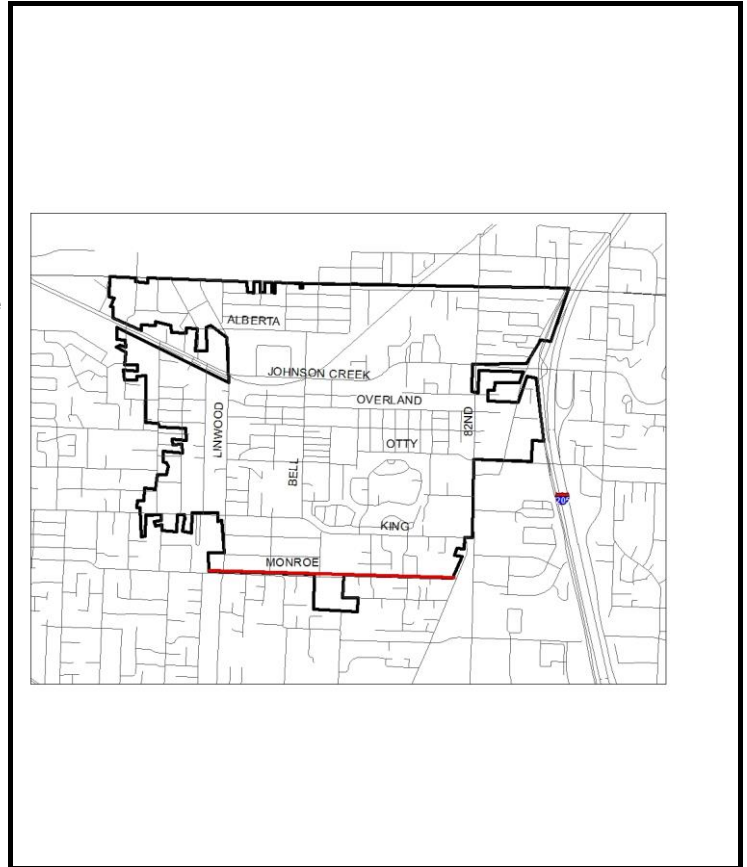 ALBERTA
JOHNSON CREEK
OVERLAND
LINWOOD
82ND
OTTY
BELL
205
KING
MONROE